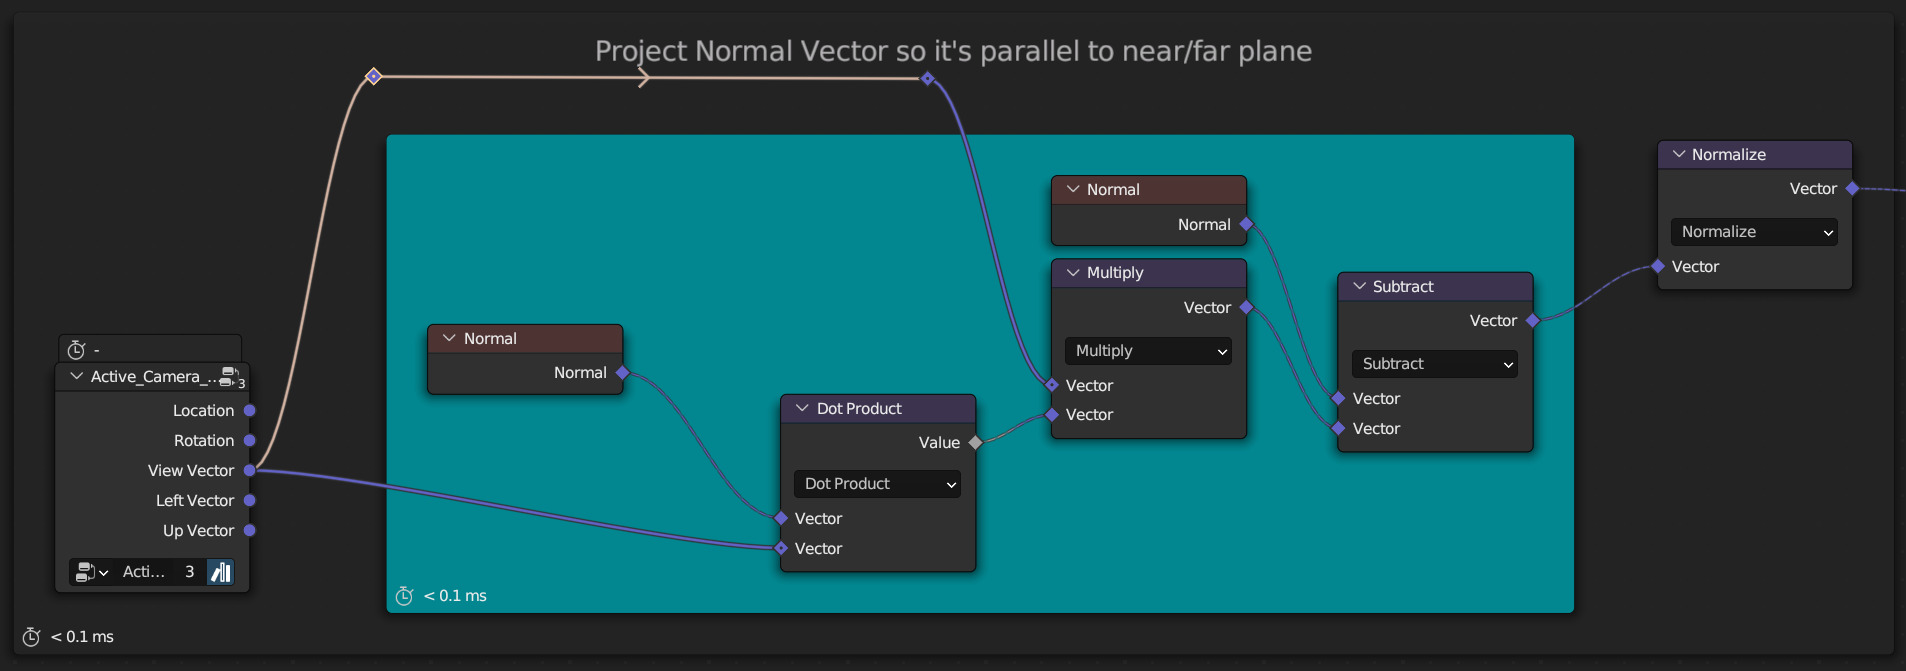 Project Normal Vector so it's parallel to near/far plane
-
Active_Camera_...
3
Location
Rotation
View Vector
Left Vector
Up Vector
Acti... 3
< 0.1 ms
Normal
Normal
Dot Product
Value
Dot Product
Vector
Vector
< 0.1 ms
Normal
Normal
Multiply
Vector
Multiply
Vector
Vector
Subtract
Vector
Subtract
Vector
Vector
Normalize
Vector
Normalize
Vector